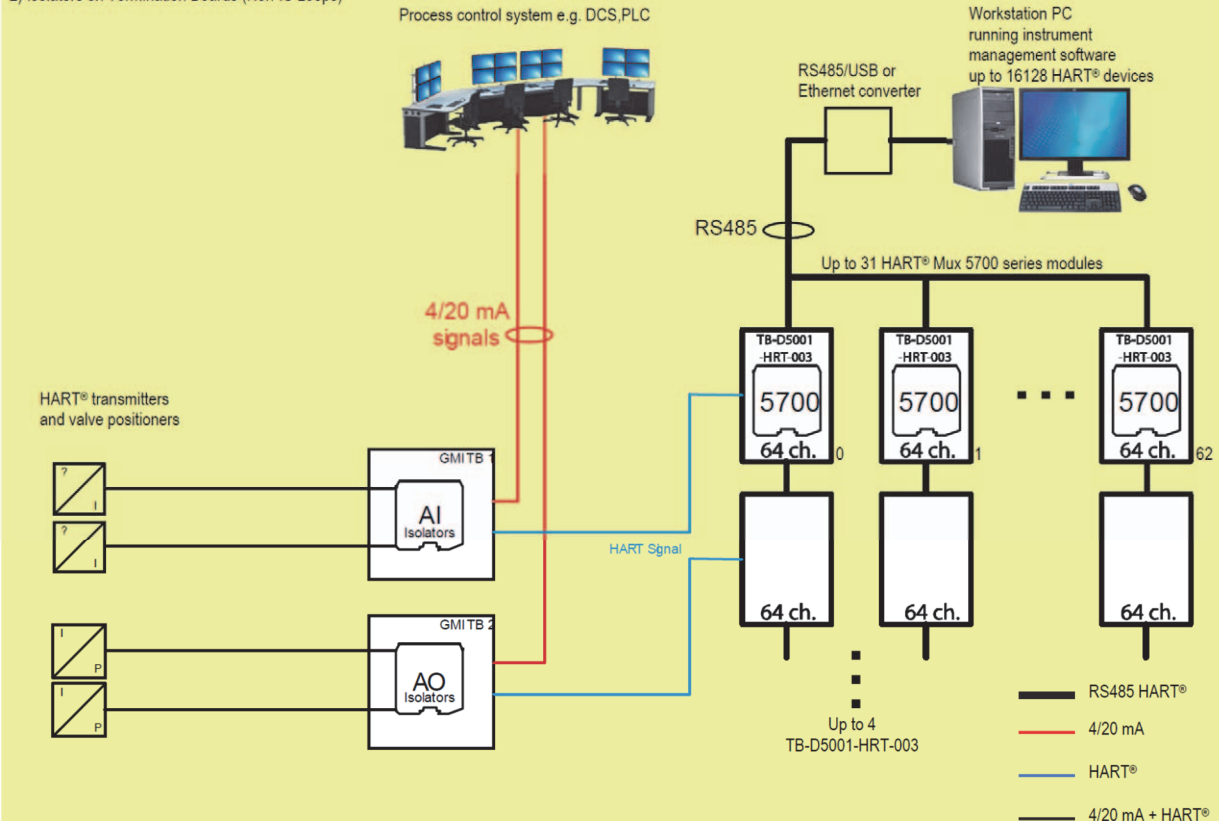 Process control system e.g. DCS,PLC
Workstation PC
running instrument
management software
up to 16128 HART® devices
RS485/USB or
Ethernet converter
RS485
Up to 31 HART® Mux 5700 series modules
4/20 mA
signals
TB-D5001
-HRT-003
5700
64 ch.
0
TB-D5001
-HRT-003
5700
64 ch.
1
TB-D5001
-HRT-003
5700
64 ch.
62
HART® transmitters
and valve positioners
?
I
?
I
GMI TB 1
AI
Isolators
HART Signal
64 ch.
64 ch.
64 ch.
I
P
I
P
GMI TB 2
AO
Isolators
Up to 4
TB-D5001-HRT-003
RS485 HART®
4/20 mA
HART®
4/20 mA + HART®